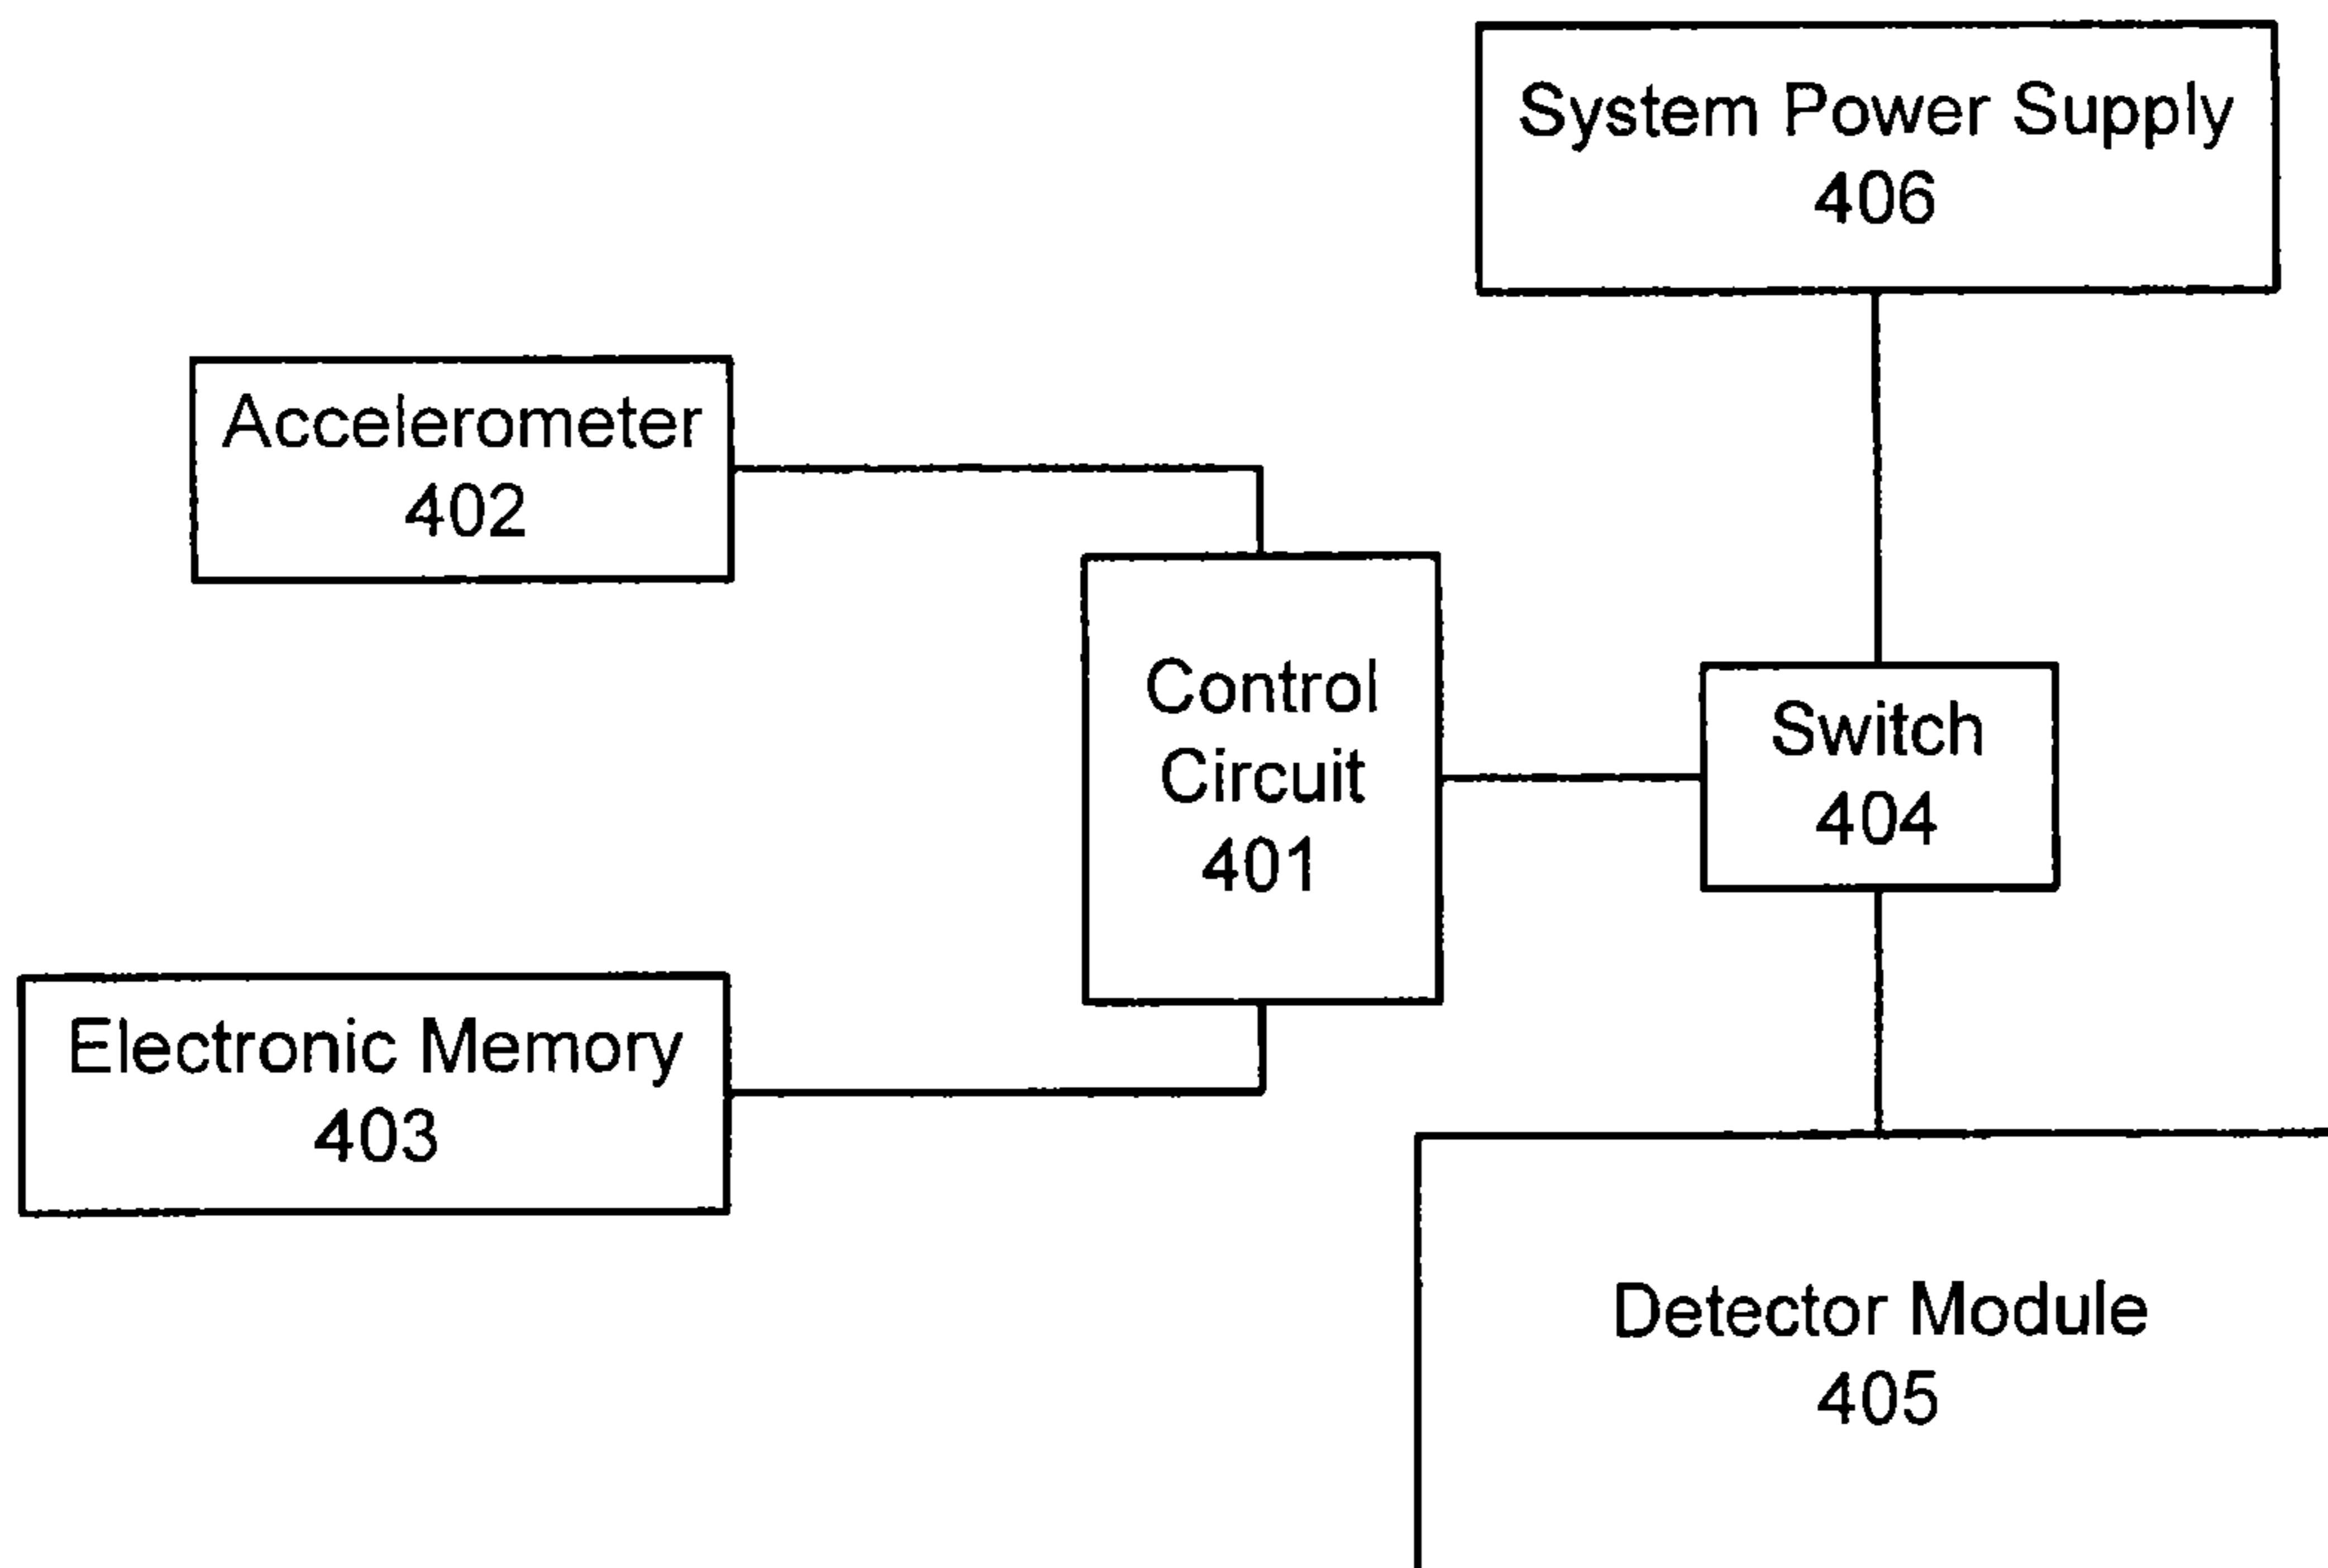 System Power Supply
406
Accelerometer
402
Control
Circuit
401
Switch
404
Electronic Memory
403
Detector Module
405